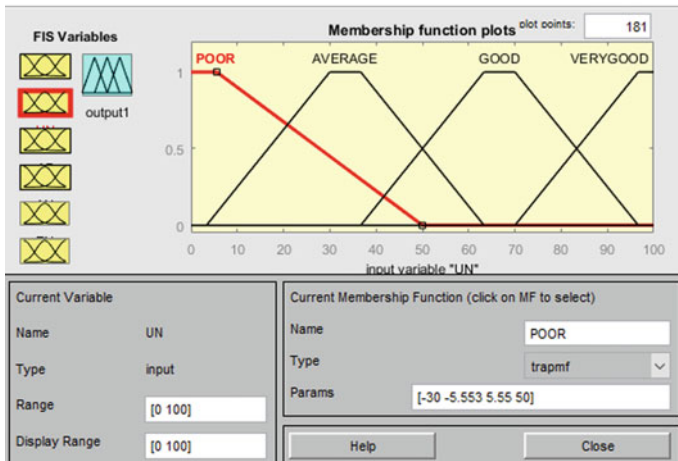 FIS Variables
output1
UN
Membership function plots
plot points:
181
POOR
AVERAGE
GOOD
VERYGOOD
1
0.5
0
0 10 20 30 40 50 60 70 80 90 100
input variable "UN"
Current Variable
Name UN
Type input
Range [0 100]
Display Range [0 100]
Current Membership Function (click on MF to select)
Name POOR
Type trapmf
Params [-30 -5.553 5.55 50]
Help
Close